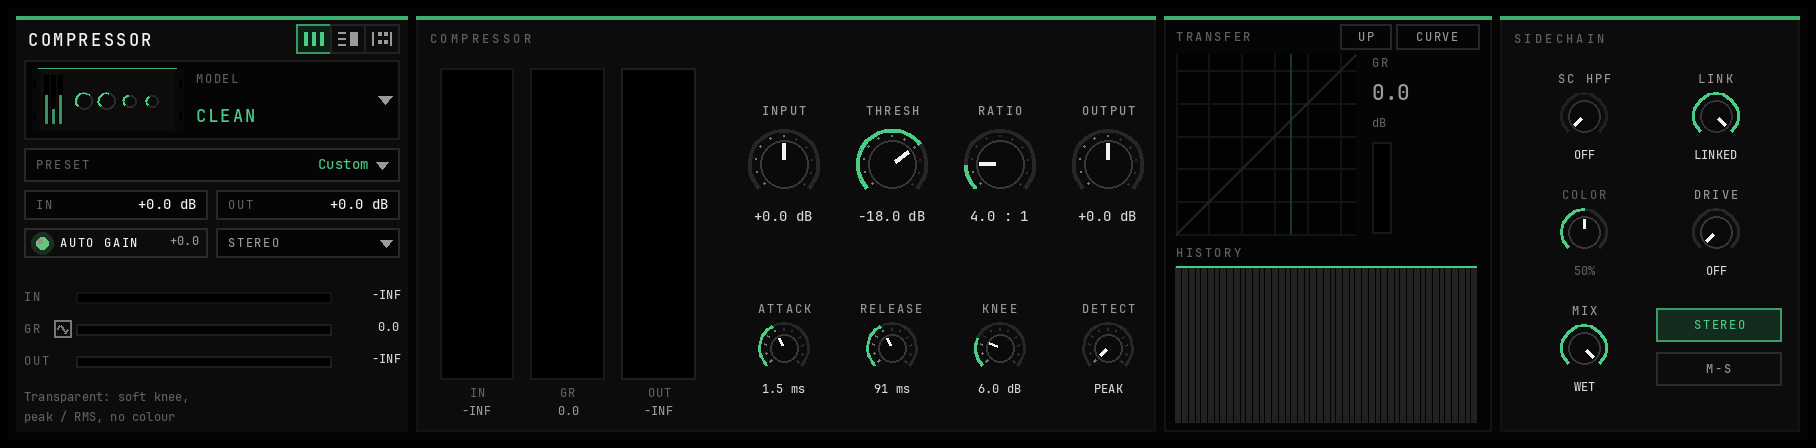 COMPRESSOR
MODEL
CLEAN
PRESET
Custom
IN
+0.0 dB
OUT
+0.0 dB
AUTO GAIN
+0.0
STEREO
IN
-INF
GR
0.0
OUT
-INF
Transparent: soft knee,
peak / RMS, no colour
COMPRESSOR
IN
-INF
GR
0.0
OUT
-INF
INPUT
+0.0 dB
THRESH
-18.0 dB
RATIO
4.0 : 1
OUTPUT
+0.0 dB
ATTACK
1.5 ms
RELEASE
91 ms
KNEE
6.0 dB
DETECT
PEAK
TRANSFER
UP
CURVE
GR
0.0
dB
HISTORY
SIDECHAIN
SC HPF
OFF
LINK
LINKED
COLOR
50%
DRIVE
OFF
MIX
WET
STEREO
M-S